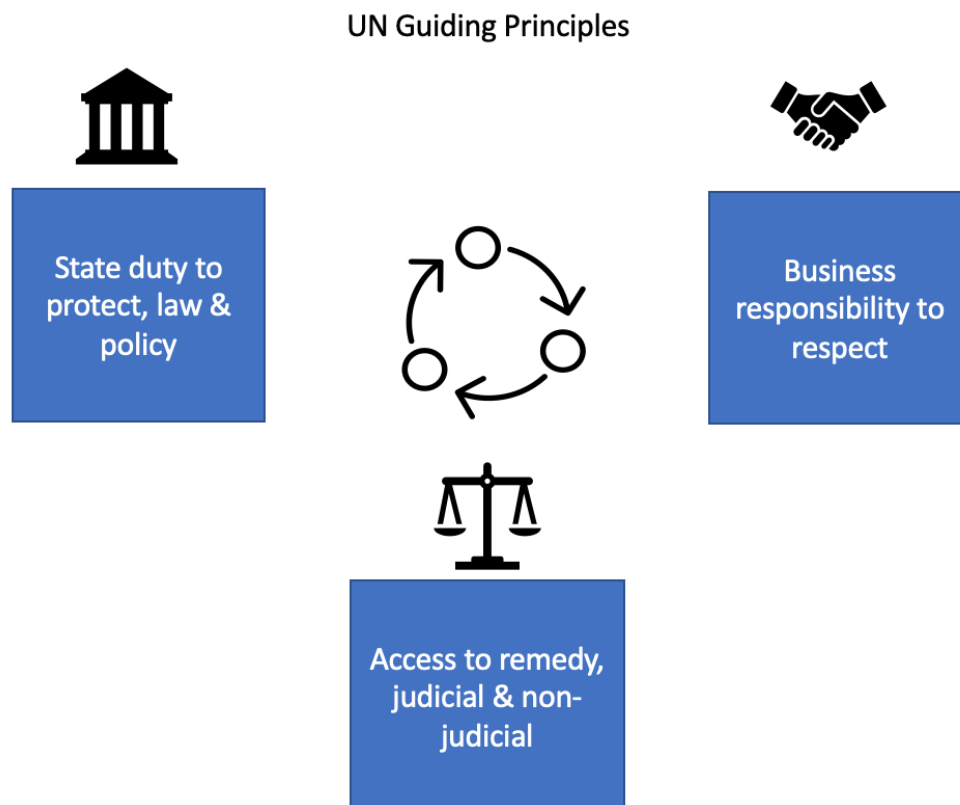 UN Guiding Principles
State duty to
protect, law &
policy
Business
responsibility to
respect
Access to remedy,
judicial & non-
judicial